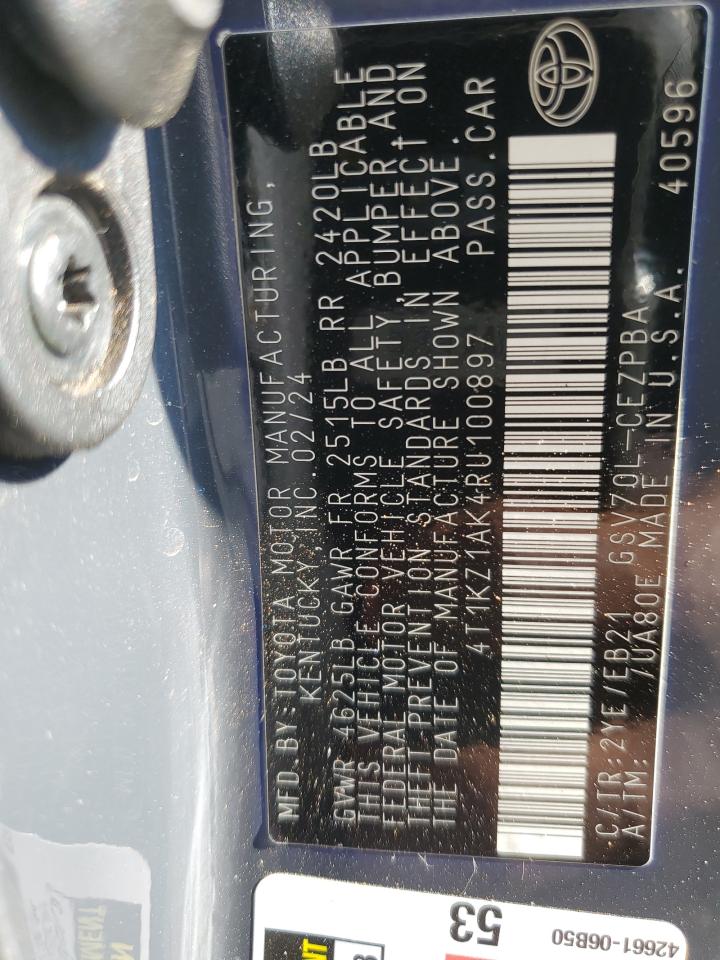 MFD.BY:TOYOTA MOTOR MANUFACTURING,
KENTUCKY,INC 02/24
GVWR 4625LB GAWR FR 2515LB RR 2420LB
THIS VEHICLE CONFORMS TO ALL APPLICABLE
FEDERAL MOTOR VEHICLE SAFETY,BUMPER,AND
THEFT PREVENTION STANDARDS IN EFFECT ON
THE DATE OF MANUFACTURE SHOWN ABOVE.
4T1KZ1AK4RU100897 PASS.CAR
C/TR:2YE/EB21 GSV70L-CEZPBA 40596
A/TM: /UA80E MADE IN U.S.A.
53
42661-06B50